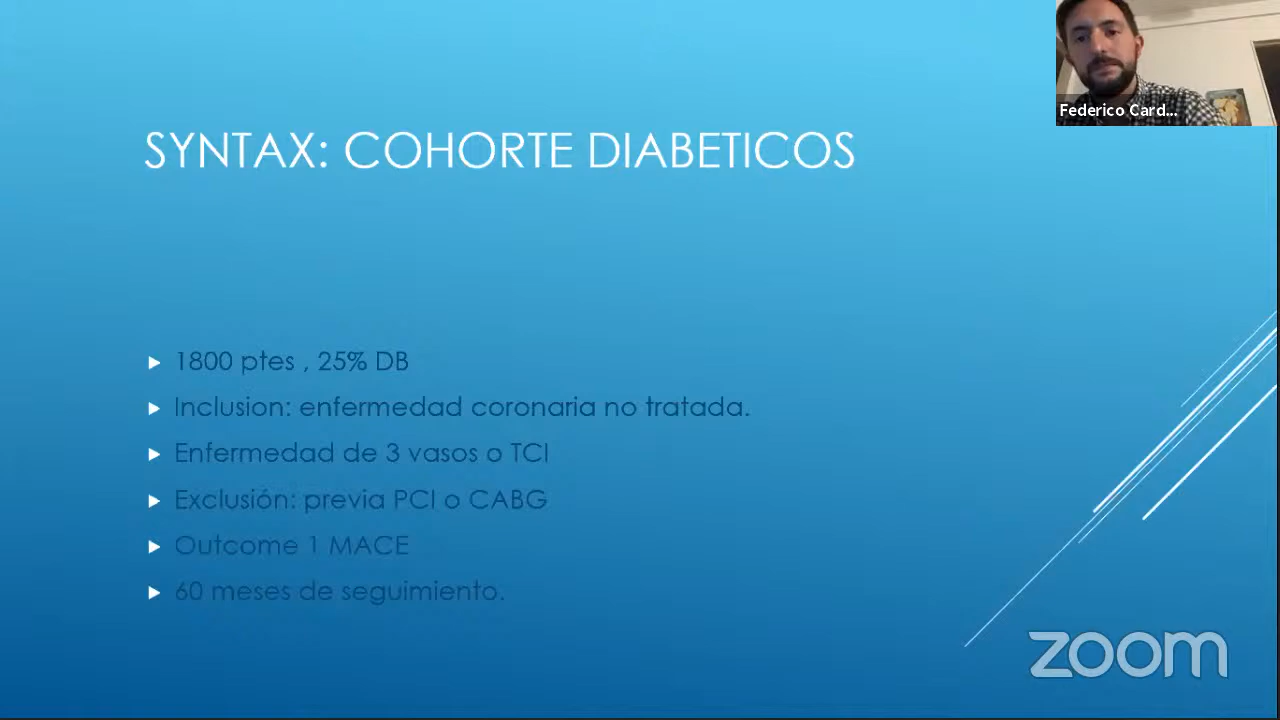 Federico Card...
SYNTAX: COHORTE DIABETICOS
1800 ptes , 25% DB
Inclusion: enfermedad coronaria no tratada.
Enfermedad de 3 vasos o TCI
Exclusión: previa PCI o CABG
Outcome 1 MACE
60 meses de seguimiento.
zoom